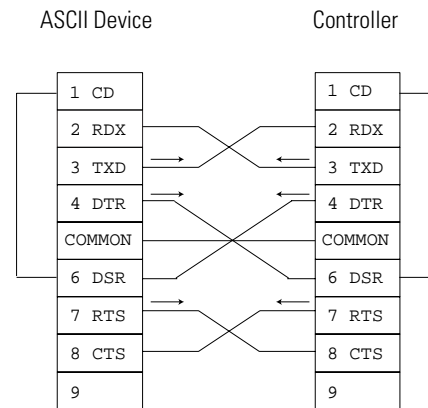 ASCII Device Controller
1 CD 1 CD
2 RDX 2 RDX
3 TXD 3 TXD
4 DTR 4 DTR
COMMON COMMON
6 DSR 6 DSR
7 RTS 7 RTS
8 CTS 8 CTS
9 9